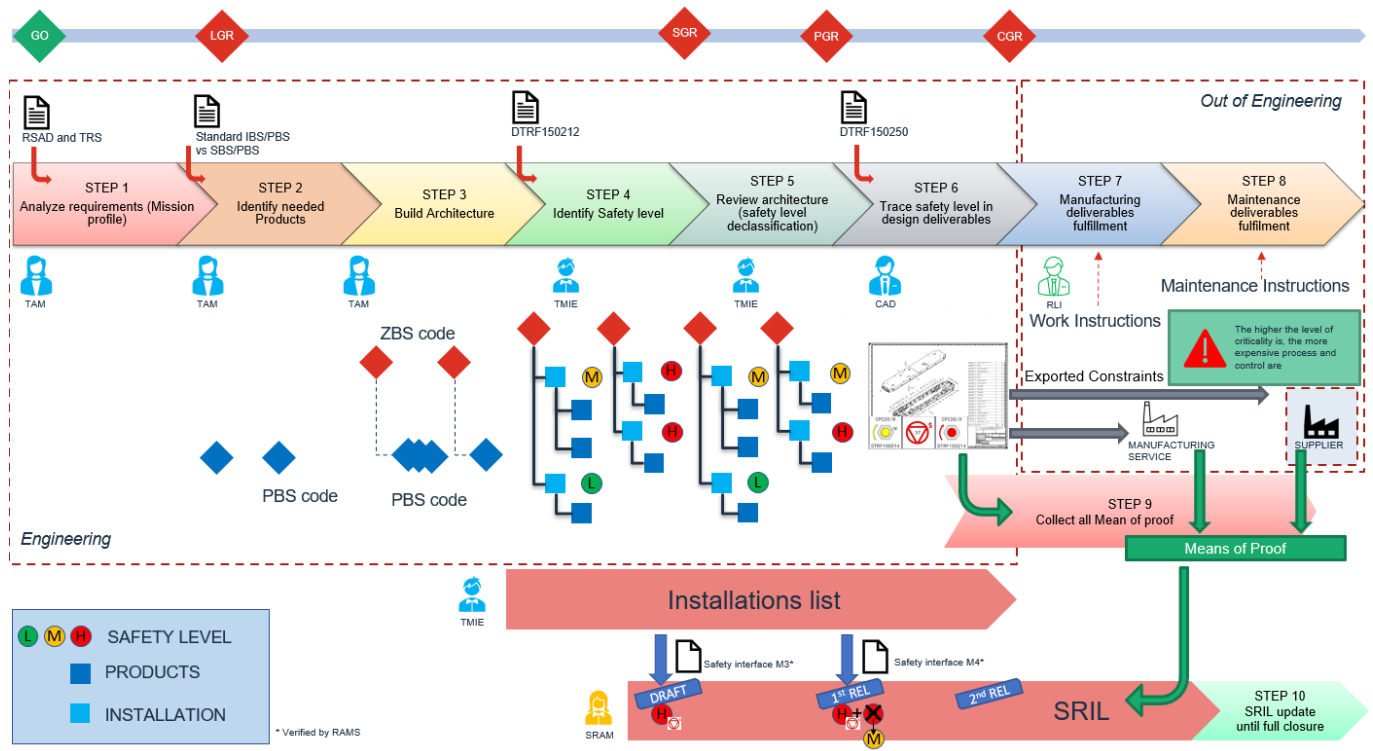 GO
LGR
SGR
PGR
CGR
Out of Engineering
RSAD and TRS
Standard IBS/PBS
vs SBS/PBS
DTRF150212
DTRF150250
STEP 1
Analyze requirements (Mission
profile)
STEP 2
Identify needed
Products
STEP 3
Build Architecture
STEP 4
Identify Safety level
STEP 5
Review architecture
(safety level
declassification)
STEP 6
Trace safety level in
design deliverables
STEP 7
Manufacturing
deliverables
fulfillment
STEP 8
Maintenance
deliverables
fulfilment
TAM
TAM
TAM
TMIE
TMIE
CAD
RLI
Work Instructions
Maintenance Instructions
The higher the level of
criticality is, the more
expensive process and
control are
ZBS code
PBS code
PBS code
M
H
H
L
M
M
H
L
Exported Constraints
MANUFACTURING
SERVICE
SUPPLIER
STEP 9
Collect all Mean of proof
Means of Proof
Engineering
TMIE
Installations list
Safety interface M3*
Safety interface M4*
DRAFT
H
1st REL
H + X
M
2nd REL
SRAM
SRIL
STEP 10
SRIL update
until full closure
L M H SAFETY LEVEL
PRODUCTS
INSTALLATION
* Verified by RAMS